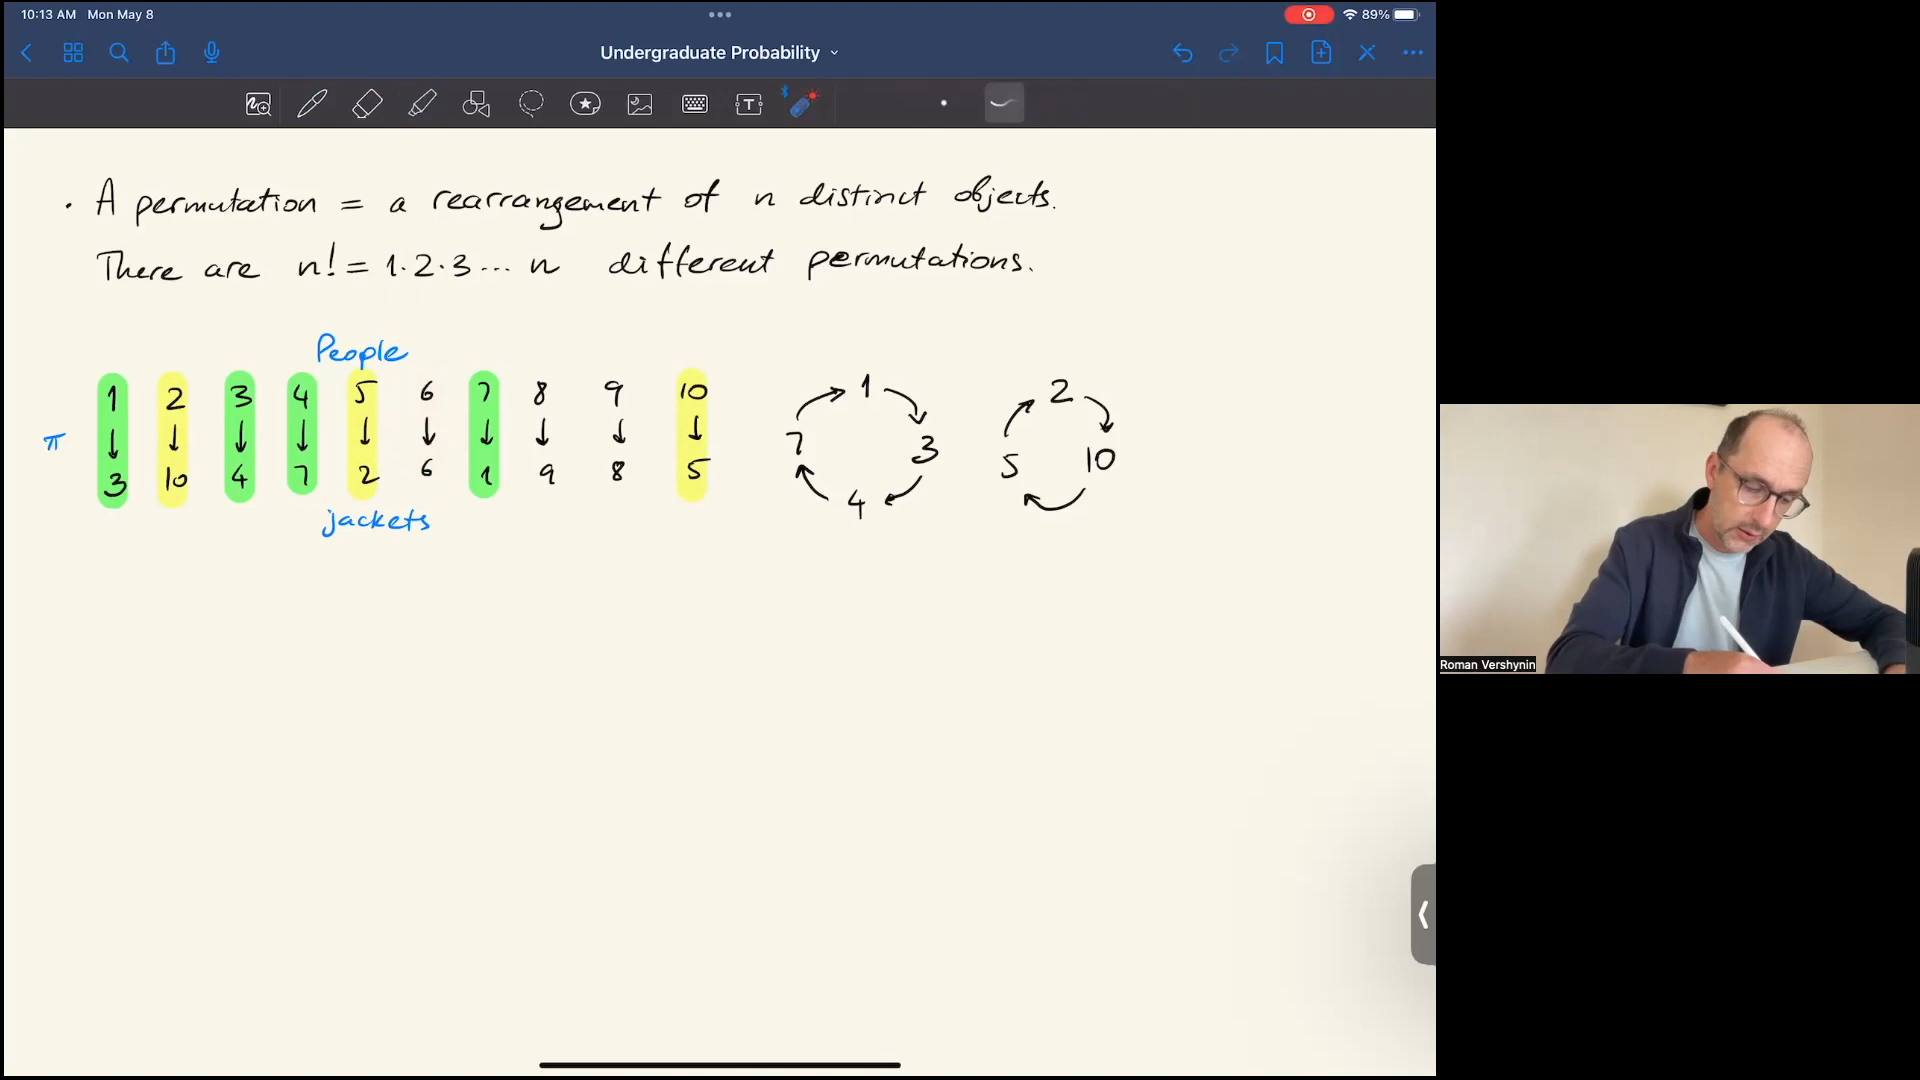 10:13 AM Mon May 8
89%
Undergraduate Probability
T
· A permutation = a rearrangement of n distinct objects.
There are n! = 1·2·3··· n different permutations.
People
1 2 3 4 5 6 7 8 9 10
π ↓ ↓ ↓ ↓ ↓ ↓ ↓ ↓ ↓ ↓
3 10 4 7 2 6 1 9 8 5
jackets
1 3 4 7
2 10 5
Roman Vershynin